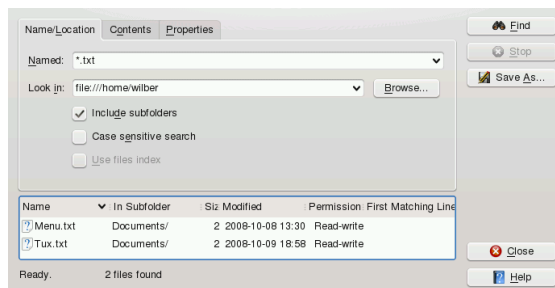 Name/Location Contents Properties
Named: *.txt
Look in: file:///home/wilber Browse...
Include subfolders
Case sensitive search
Use files index
Find
Stop
Save As...
Name In Subfolder Siz Modified Permission First Matching Line
Menu.txt Documents/ 2 2008-10-08 13:30 Read-write
Tux.txt Documents/ 2 2008-10-09 18:58 Read-write
Ready. 2 files found
Close
Help